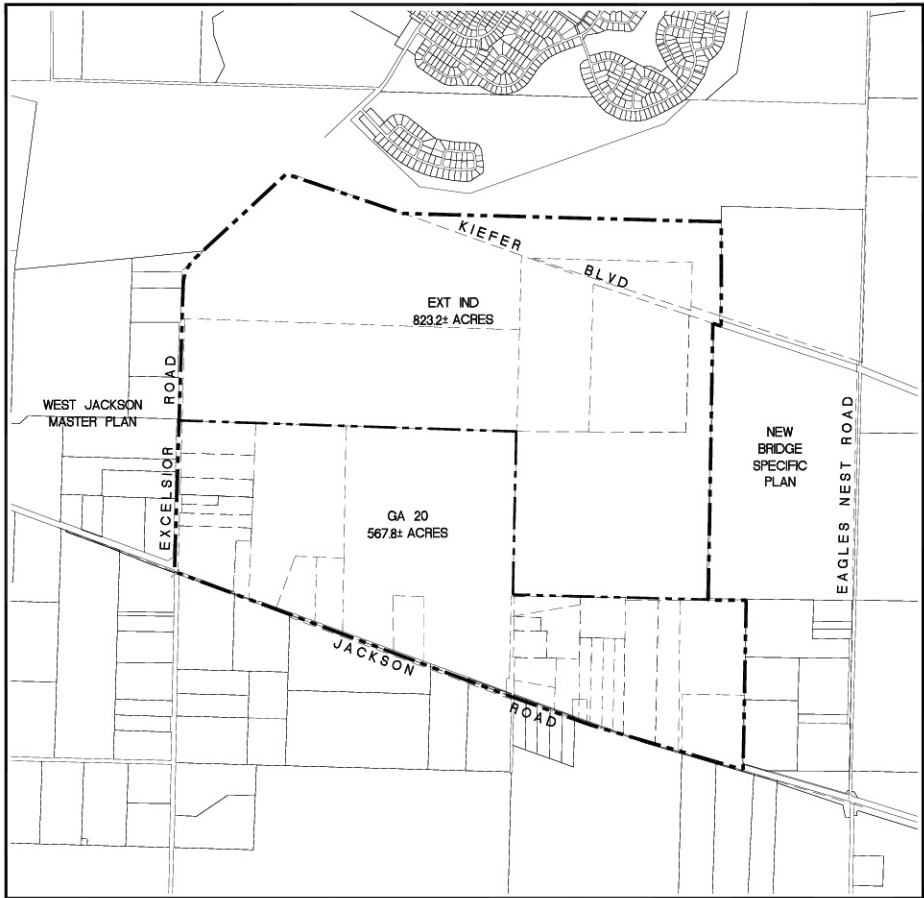 KIEFER
BLVD
EXT IND
823.2± ACRES
EXCELSIOR ROAD
WEST JACKSON
MASTER PLAN
NEW
BRIDGE
SPECIFIC
PLAN
EAGLES NEST ROAD
GA 20
567.8± ACRES
JACKSON
ROAD